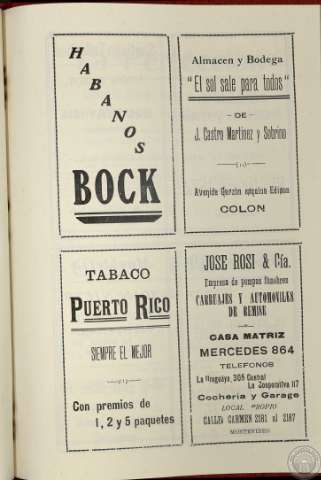 HABANOS
BOCK
Almacen y Bodega
"El sol sale para todos"
- DE -
J. Castro Martinez y Sobrino
Avenida Garzón esquina Edison
COLON
TABACO
PUERTO RICO
SIEMPRE EL MEJOR
Con premios de
1, 2 y 5 paquetes
JOSE ROSI & Cía.
Empresa de pompas fúnebres
CARRUAJES Y AUTOMOVILES
DE REMISE
CASA MATRIZ
MERCEDES 864
TELEFONOS
La Uruguaya, 305 Central
La Cooperativa 117
Cochería y Garage
LOCAL
CALLE CARMEN 2181 al 2187
MONTEVIDEO